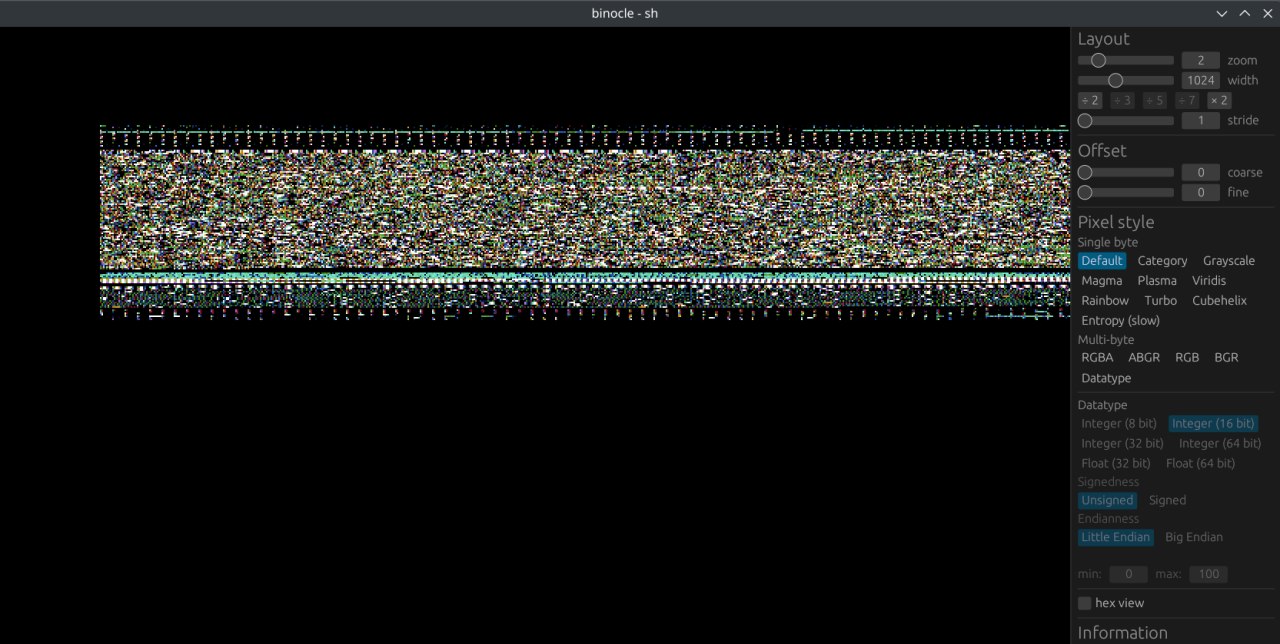 binocle - sh
Layout
2 zoom
1024 width
÷ 2 ÷ 3 ÷ 5 ÷ 7 × 2
1 stride
Offset
0 coarse
0 fine
Pixel style
Single byte
Default Category Grayscale
Magma Plasma Viridis
Rainbow Turbo Cubehelix
Entropy (slow)
Multi-byte
RGBA ABGR RGB BGR
Datatype
Datatype
Integer (8 bit) Integer (16 bit)
Integer (32 bit) Integer (64 bit)
Float (32 bit) Float (64 bit)
Signedness
Unsigned Signed
Endianness
Little Endian Big Endian
min: 0 max: 100
hex view
Information